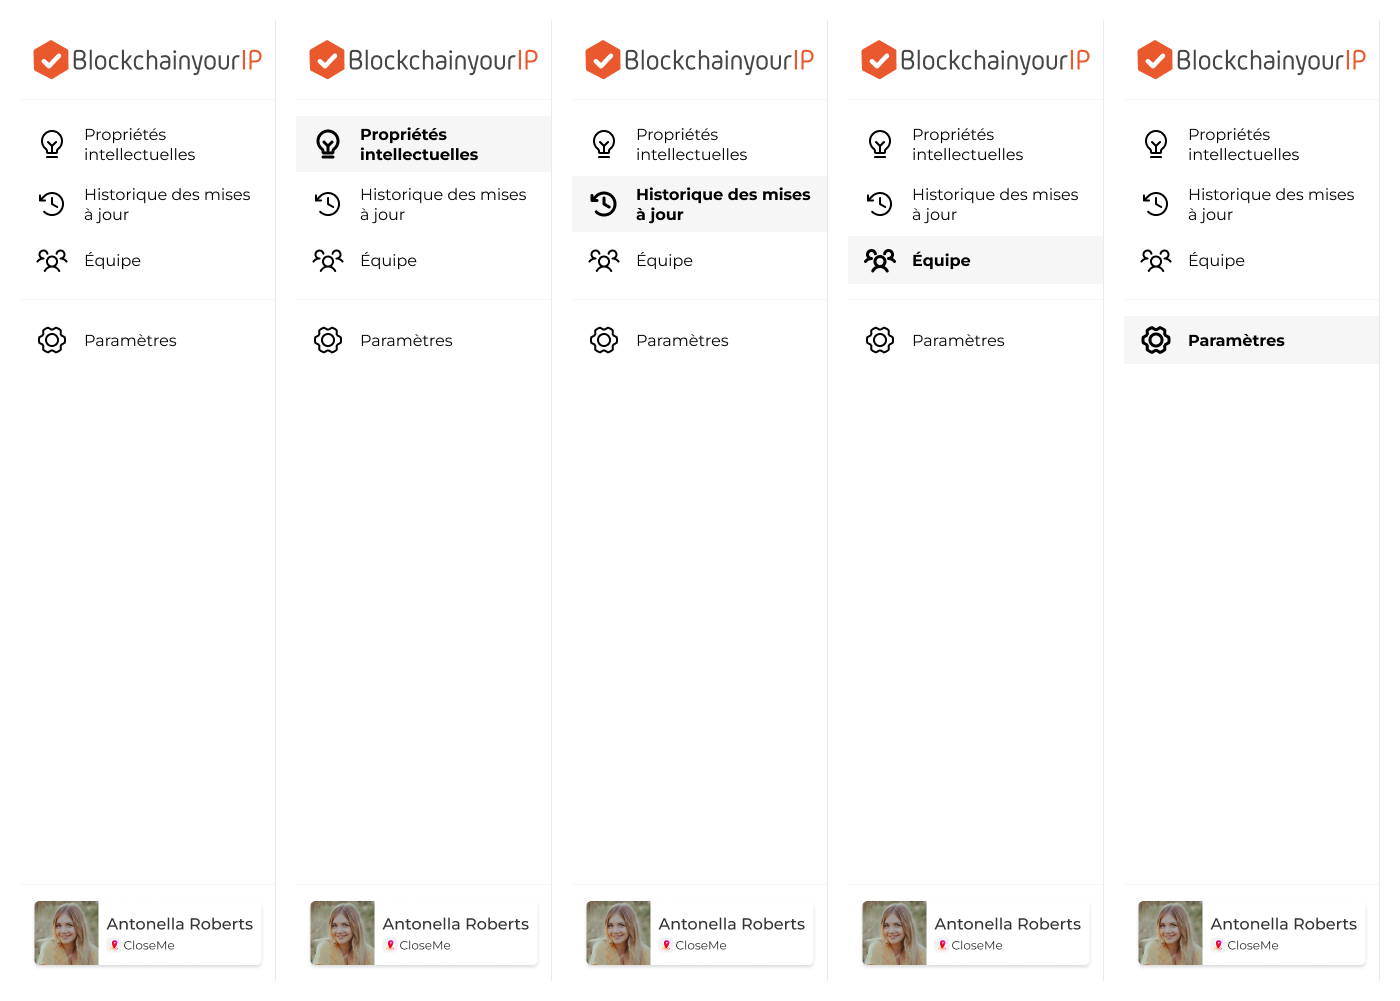 BlockchainyourIP
Propriétés
intellectuelles
Historique des mises
à jour
Équipe
Paramètres
Antonella Roberts
CloseMe
BlockchainyourIP
Propriétés
intellectuelles
Historique des mises
à jour
Équipe
Paramètres
Antonella Roberts
CloseMe
BlockchainyourIP
Propriétés
intellectuelles
Historique des mises
à jour
Équipe
Paramètres
Antonella Roberts
CloseMe
BlockchainyourIP
Propriétés
intellectuelles
Historique des mises
à jour
Équipe
Paramètres
Antonella Roberts
CloseMe
BlockchainyourIP
Propriétés
intellectuelles
Historique des mises
à jour
Équipe
Paramètres
Antonella Roberts
CloseMe